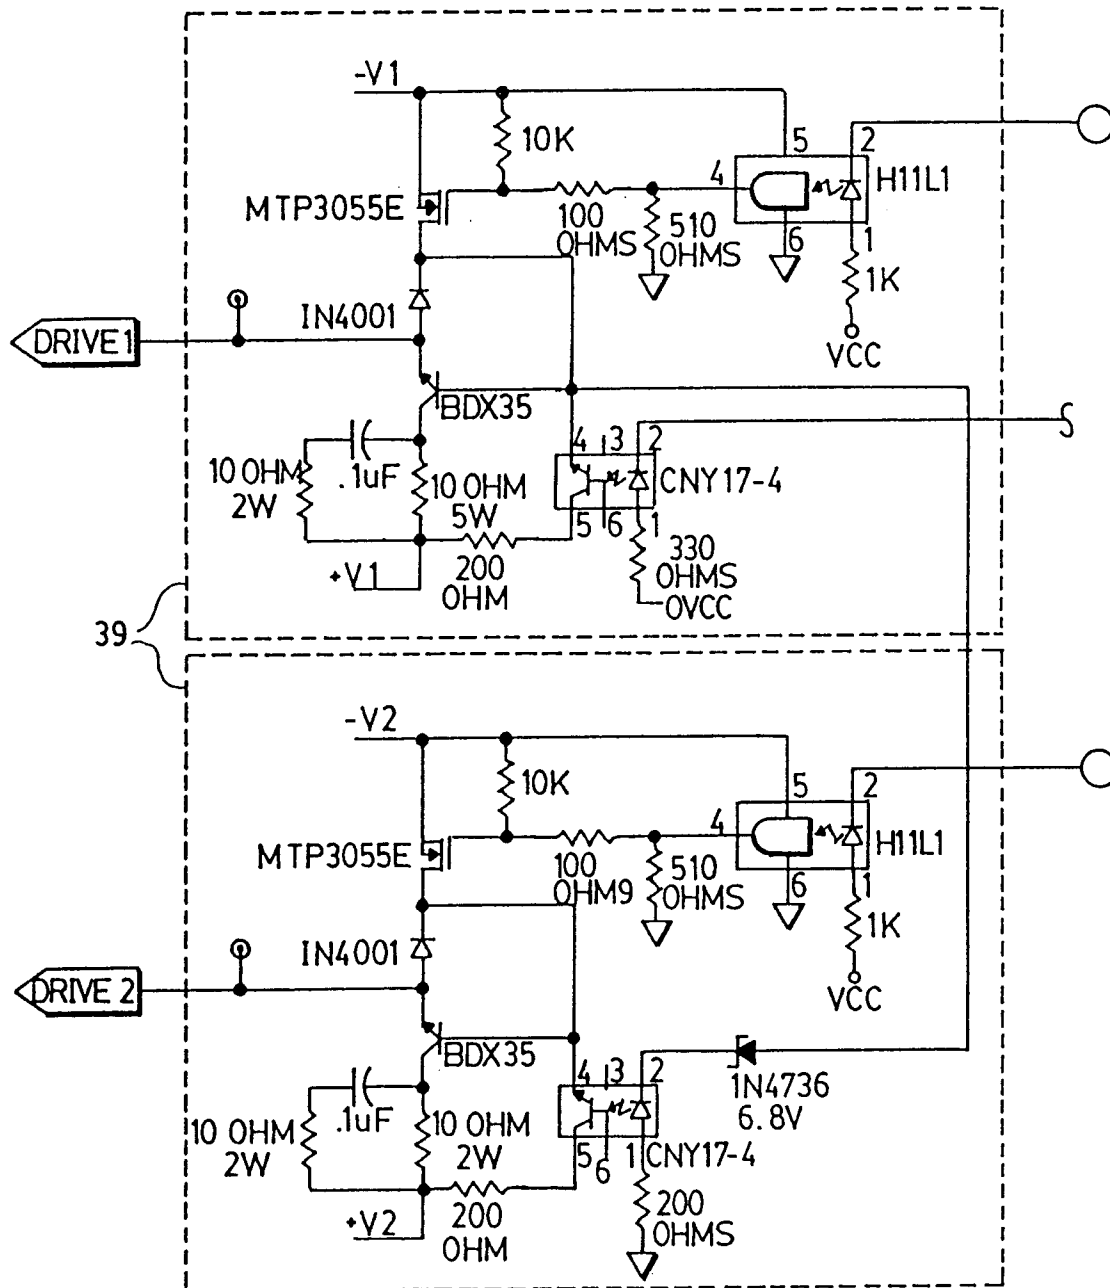 -V1
10K
5
2
4
H11L1
MTP3055E
100
OHMS
510
OHMS
6
1
1K
VCC
IN4001
DRIVE 1
BDX35
4
3
2
.1uF
10 OHM
2W
10 OHM
5W
CNY17-4
5
6
1
200
OHM
330
OHMS
OVCC
+V1
39
-V2
10K
5
2
4
H11L1
MTP3055E
100
OHM9
510
OHMS
6
1
1K
VCC
IN4001
DRIVE 2
BDX35
4
3
2
1N4736
6.8V
.1uF
10 OHM
2W
10 OHM
2W
5
6
1
CNY17-4
200
OHM
200
OHMS
+V2